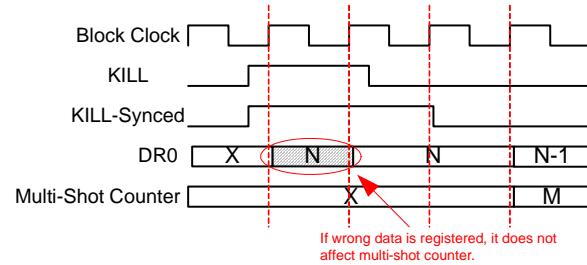 Block Clock
KILL
KILL-Synced
DR0 X N N N-1
Multi-Shot Counter X M
If wrong data is registered, it does not
affect multi-shot counter.